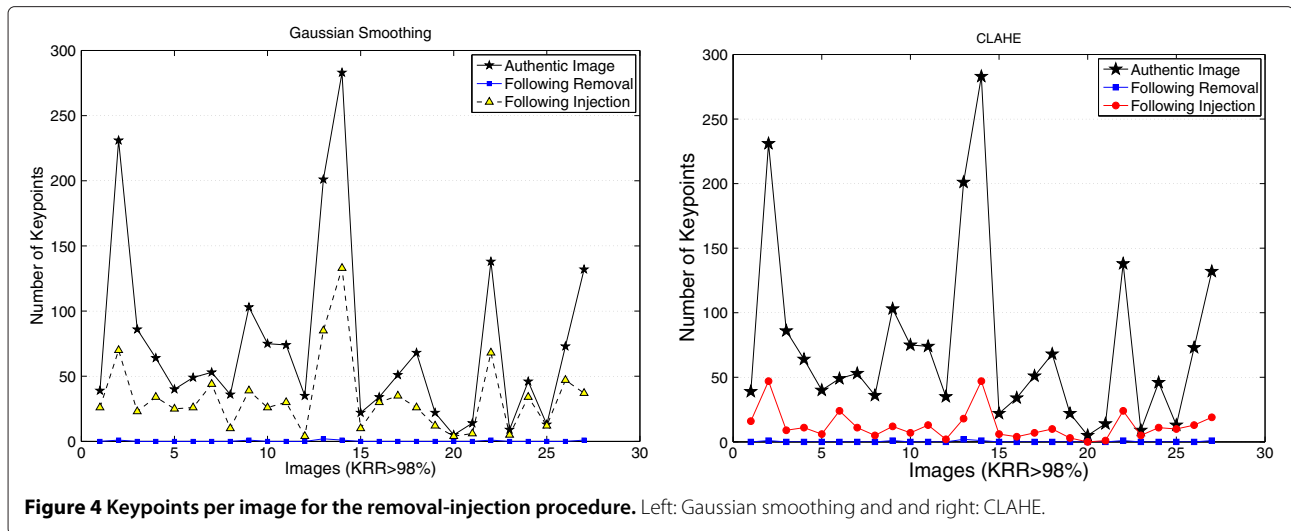 Gaussian Smoothing
300
250
200
150
100
50
0
0
5
10
15
20
25
30
Number of Keypoints
Images (KRR>98%)
Authentic Image
Following Removal
Following Injection
CLAHE
300
250
200
150
100
50
0
0
5
10
15
20
25
30
Number of Keypoints
Images (KRR>98%)
Authentic Image
Following Removal
Following Injection
Figure 4 Keypoints per image for the removal-injection procedure. Left: Gaussian smoothing and and right: CLAHE.